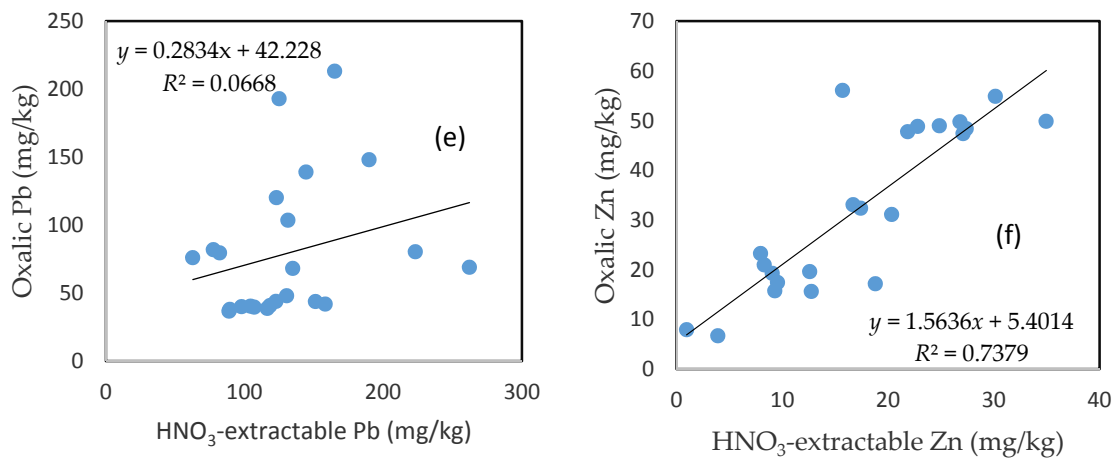 250
200
150
100
50
0
Oxalic Pb (mg/kg)
y = 0.2834x + 42.228
R² = 0.0668
(e)
0 100 200 300
HNO₃-extractable Pb (mg/kg)
70
60
50
40
30
20
10
0
Oxalic Zn (mg/kg)
(f)
y = 1.5636x + 5.4014
R² = 0.7379
0 10 20 30 40
HNO₃-extractable Zn (mg/kg)